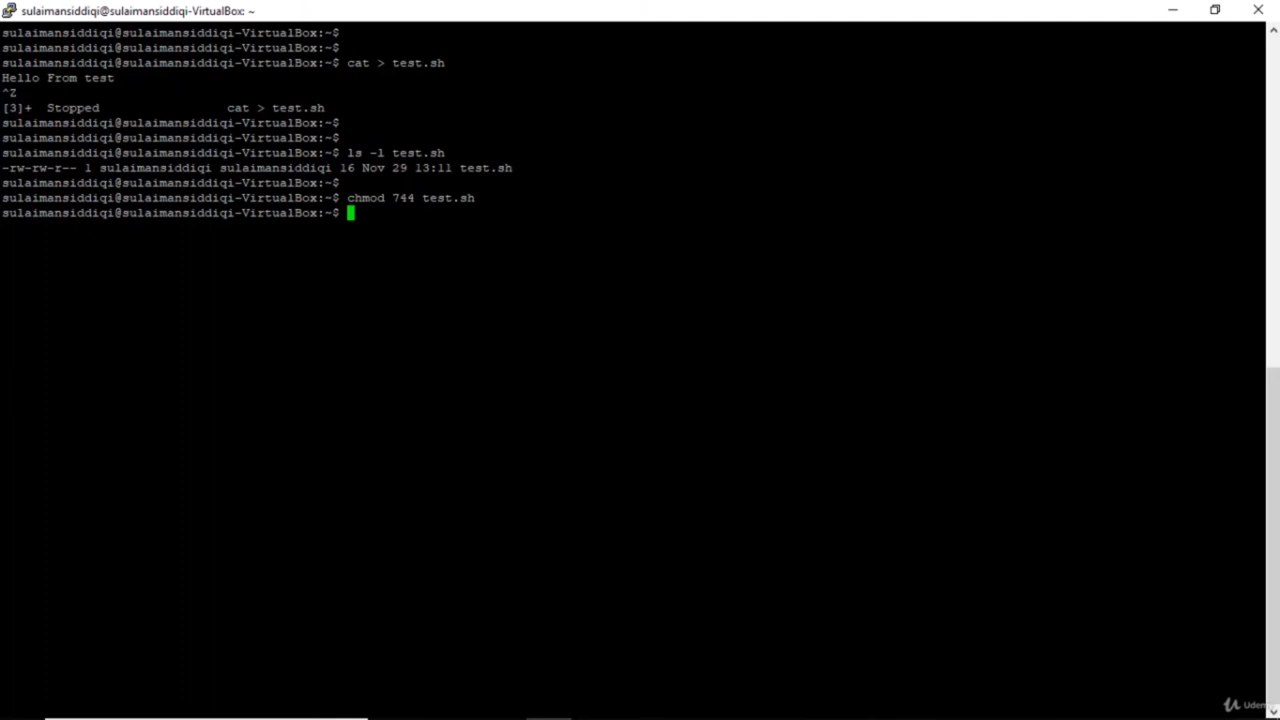 sulaimansiddiqi@sulaimansiddiqi-VirtualBox: ~
sulaimansiddiqi@sulaimansiddiqi-VirtualBox:~$
sulaimansiddiqi@sulaimansiddiqi-VirtualBox:~$
sulaimansiddiqi@sulaimansiddiqi-VirtualBox:~$ cat > test.sh
Hello From test
^Z
[3]+  Stopped                 cat > test.sh
sulaimansiddiqi@sulaimansiddiqi-VirtualBox:~$
sulaimansiddiqi@sulaimansiddiqi-VirtualBox:~$
sulaimansiddiqi@sulaimansiddiqi-VirtualBox:~$ ls -l test.sh
-rw-rw-r-- 1 sulaimansiddiqi sulaimansiddiqi 16 Nov 29 13:11 test.sh
sulaimansiddiqi@sulaimansiddiqi-VirtualBox:~$
sulaimansiddiqi@sulaimansiddiqi-VirtualBox:~$ chmod 744 test.sh
sulaimansiddiqi@sulaimansiddiqi-VirtualBox:~$